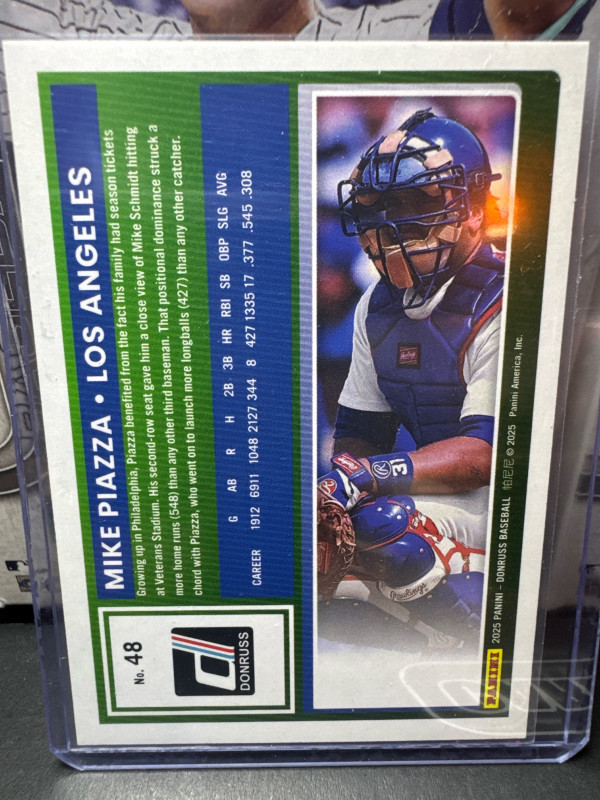 MIKE PIAZZA • LOS ANGELES
Growing up in Philadelphia, Piazza benefited from the fact his family had season tickets
at Veterans Stadium. His second-row seat gave him a close view of Mike Schmidt hitting
more home runs (548) than any other third baseman. That positional dominance struck a
chord with Piazza, who went on to launch more longballs (427) than any other catcher.
G AB R H 2B 3B HR RBI SB OBP SLG AVG
CAREER 1912 6911 1048 2127 344 8 427 1335 17 .377 .545 .308
No. 48
DONRUSS
31
R
Rawlings
PANINI 2025 PANINI - DONRUSS BASEBALL 帕尼尼 © 2025 Panini America, Inc.